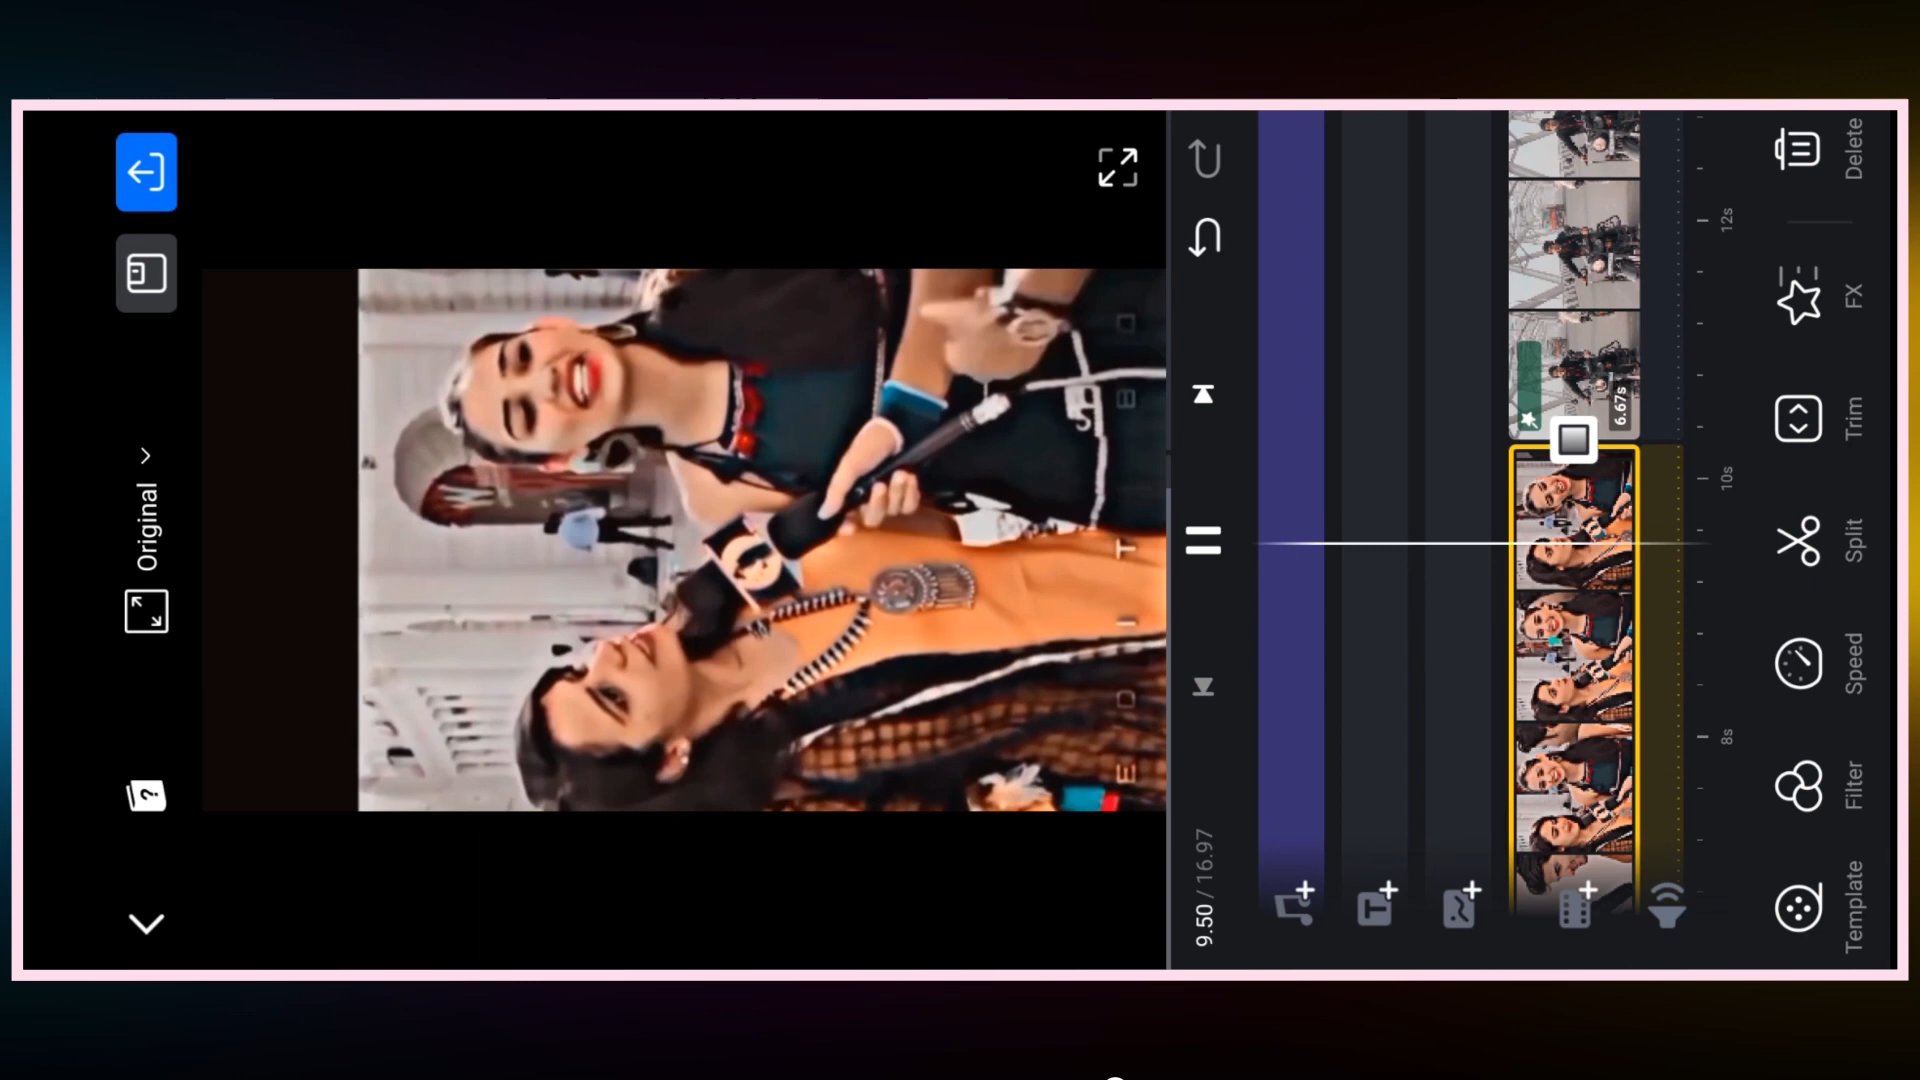 Original
E D I T B O
9.50 / 16.97
6.67s
8s
10s
12s
Template
Filter
Speed
Split
Trim
FX
Delete